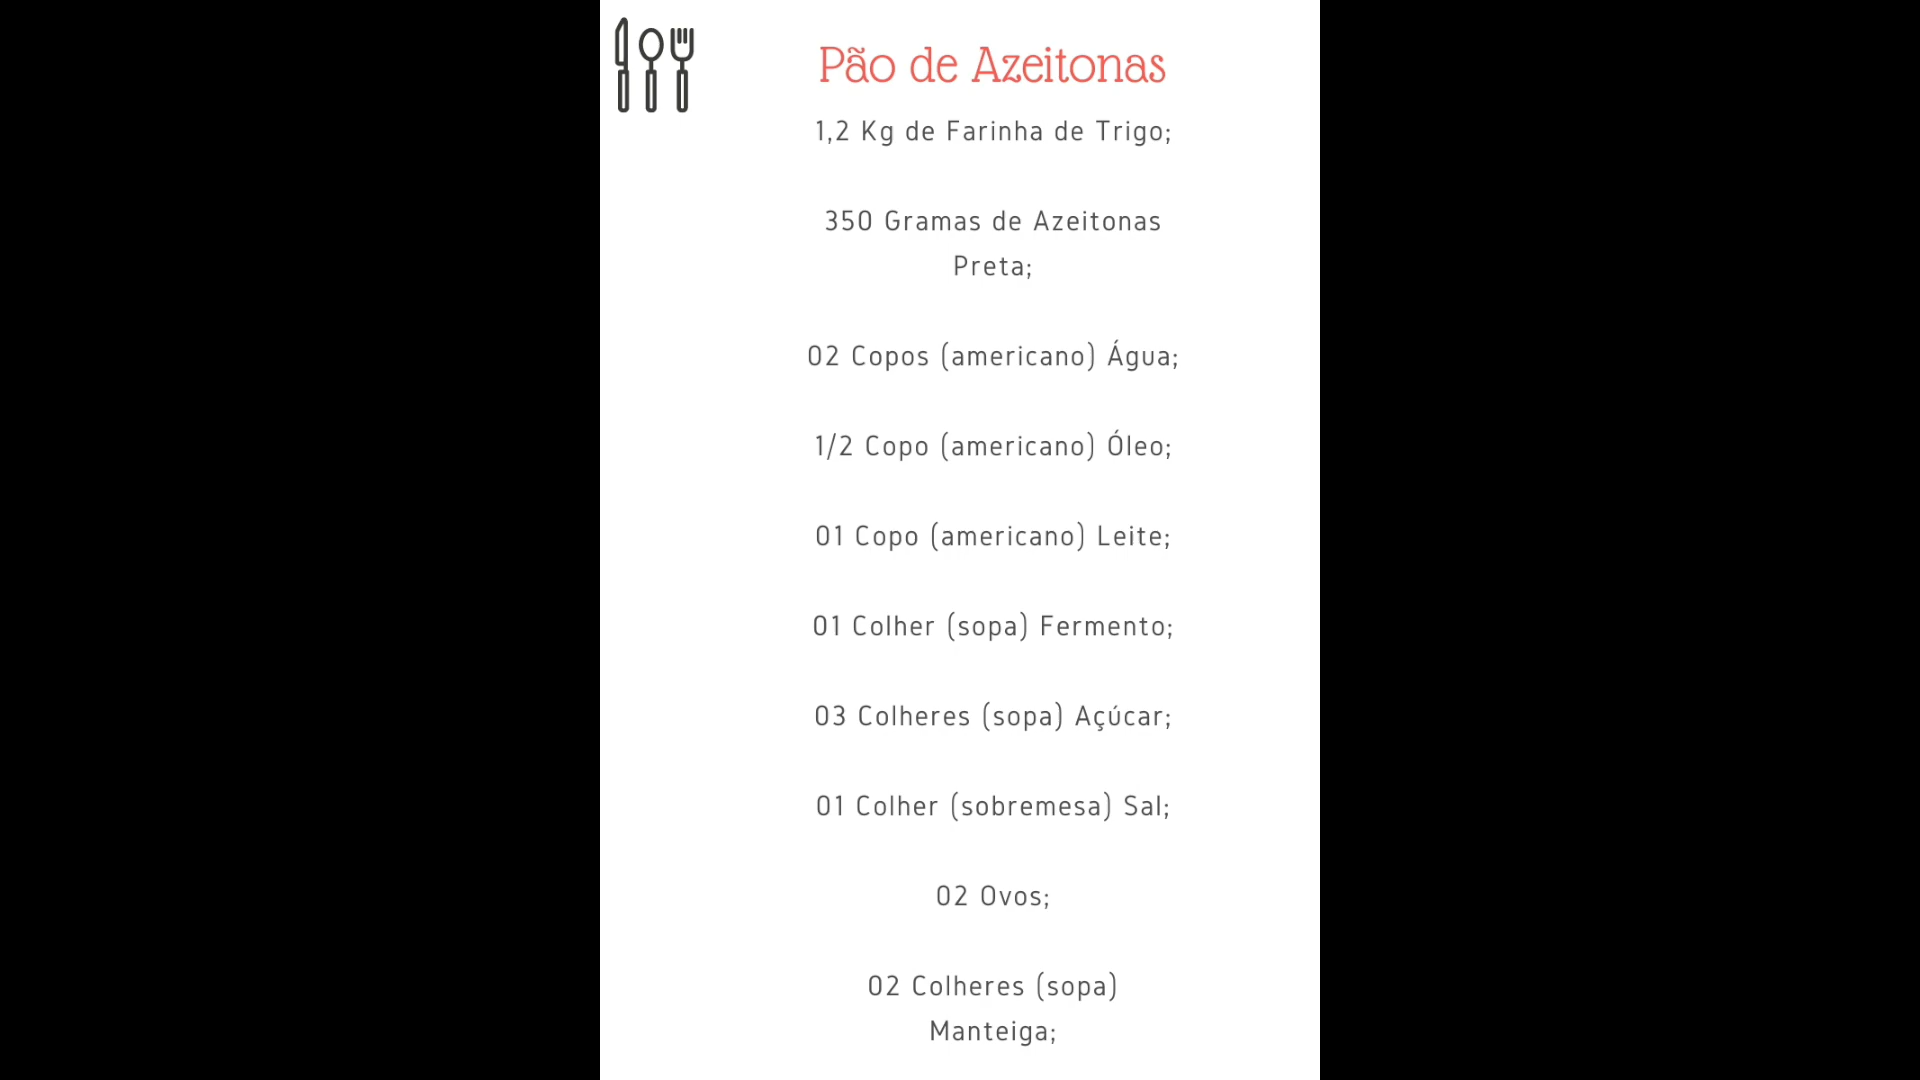 Pão de Azeitonas
1,2 Kg de Farinha de Trigo;
350 Gramas de Azeitonas
Preta;
02 Copos (americano) Água;
1/2 Copo (americano) Óleo;
01 Copo (americano) Leite;
01 Colher (sopa) Fermento;
03 Colheres (sopa) Açúcar;
01 Colher (sobremesa) Sal;
02 Ovos;
02 Colheres (sopa)
Manteiga;